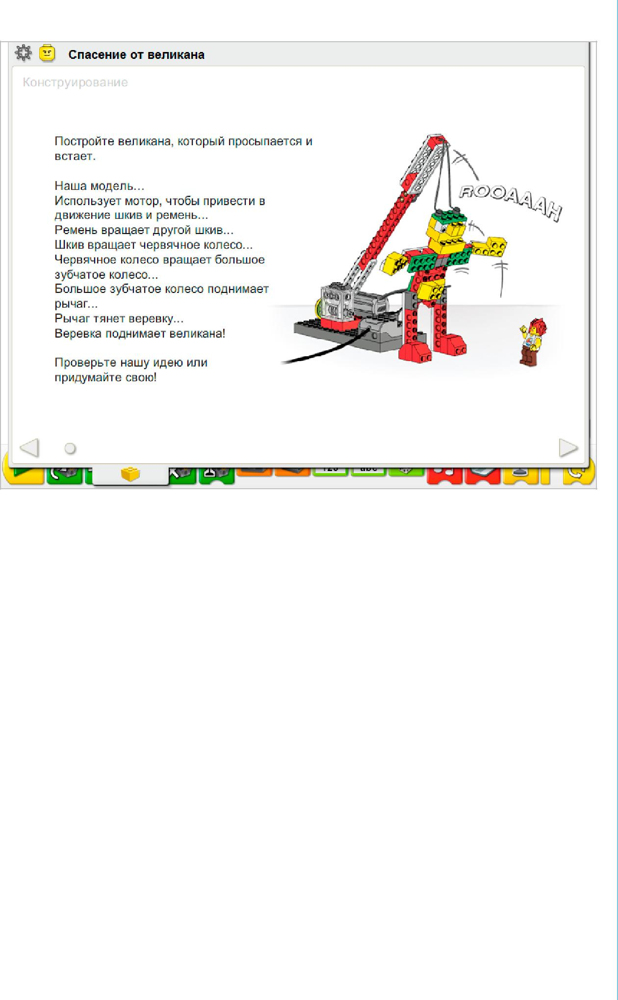 Спасение от великана
Конструирование
Постройте великана, который просыпается и
встает.
Наша модель...
Использует мотор, чтобы привести в
движение шкив и ремень...
Ремень вращает другой шкив...
Шкив вращает червячное колесо...
Червячное колесо вращает большое
зубчатое колесо...
Большое зубчатое колесо поднимает
рычаг...
Рычаг тянет веревку...
Веревка поднимает великана!
Проверьте нашу идею или
придумайте свою!
ROOAAAH